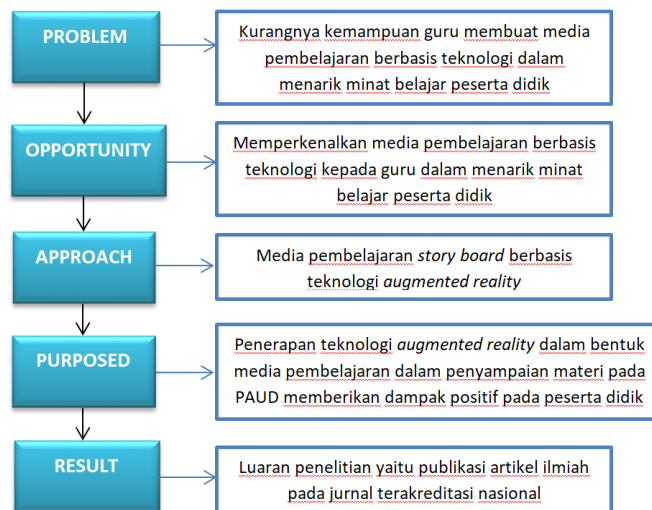 PROBLEM
Kurangnya kemampuan guru membuat media
pembelajaran berbasis teknologi dalam
menarik minat belajar peserta didik
OPPORTUNITY
Memperkenalkan media pembelajaran berbasis
teknologi kepada guru dalam menarik minat
belajar peserta didik
APPROACH
Media pembelajaran story board berbasis
teknologi augmented reality
PURPOSED
Penerapan teknologi augmented reality dalam bentuk
media pembelajaran dalam penyampaian materi pada
PAUD memberikan dampak positif pada peserta didik
RESULT
Luaran penelitian yaitu publikasi artikel ilmiah
pada jurnal terakreditasi nasional